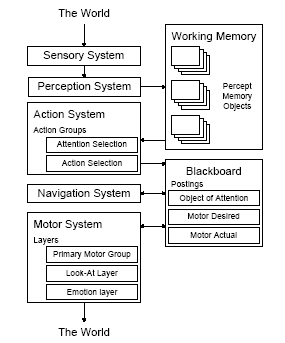 The World
Sensory System
Perception System
Action System
Action Groups
Attention Selection
Action Selection
Navigation System
Motor System
Layers
Primary Motor Group
Look-At Layer
Emotion layer
The World
Working Memory
Percept
Memory
Objects
Blackboard
Postings
Object of Attention
Motor Desired
Motor Actual